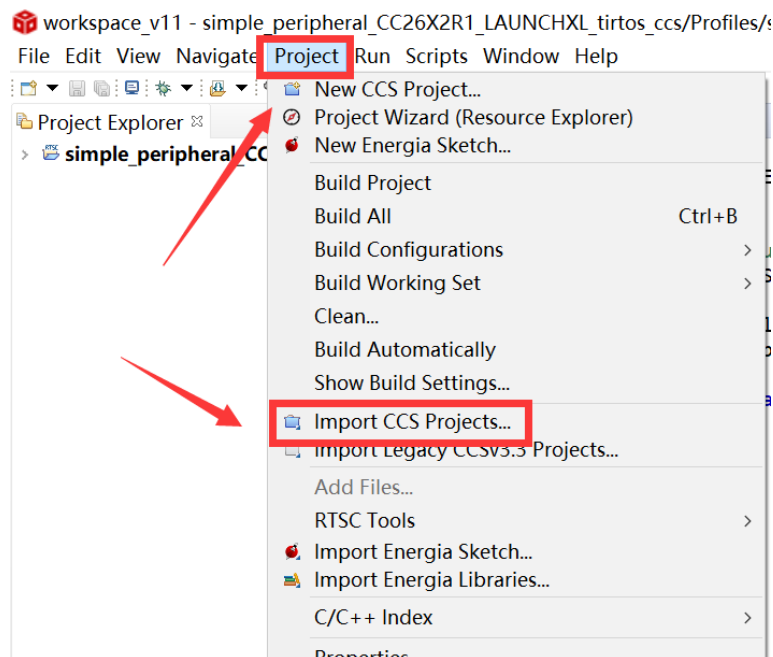 workspace_v11 - simple_peripheral_CC26X2R1_LAUNCHXL_tirtos_ccs/Profiles/s
File Edit View Navigate Project Run Scripts Window Help
New CCS Project...
Project Explorer
Project Wizard (Resource Explorer)
simple_peripheral_CC
New Energia Sketch...
Build Project
Build All Ctrl+B
Build Configurations
Build Working Set
Clean...
Build Automatically
Show Build Settings...
Import CCS Projects...
Import Legacy CCSv3.3 Projects...
Add Files...
RTSC Tools
Import Energia Sketch...
Import Energia Libraries...
C/C++ Index
Properties